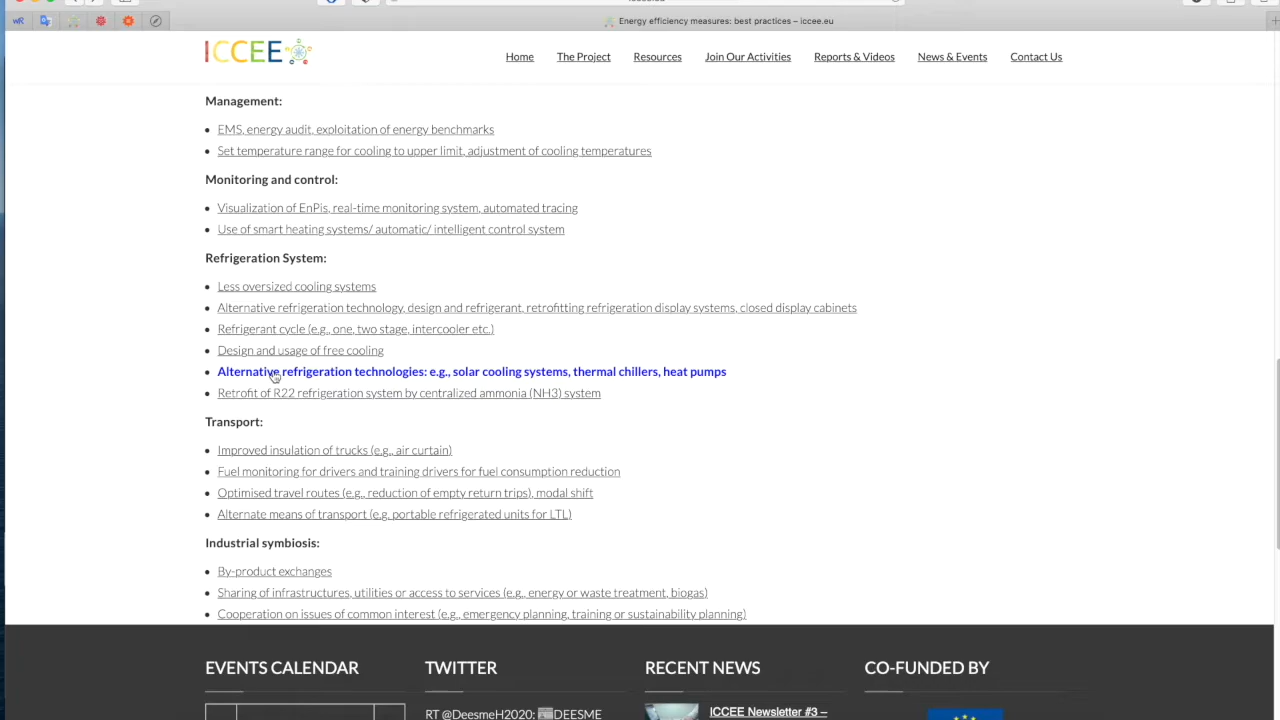 Energy efficiency measures: best practices – iccee.eu
ICCEE
Home The Project Resources Join Our Activities Reports & Videos News & Events Contact Us
Management:
EMS, energy audit, exploitation of energy benchmarks
Set temperature range for cooling to upper limit, adjustment of cooling temperatures
Monitoring and control:
Visualization of EnPis, real-time monitoring system, automated tracing
Use of smart heating systems/ automatic/ intelligent control system
Refrigeration System:
Less oversized cooling systems
Alternative refrigeration technology, design and refrigerant, retrofitting refrigeration display systems, closed display cabinets
Refrigerant cycle (e.g., one, two stage, intercooler etc.)
Design and usage of free cooling
Alternative refrigeration technologies: e.g., solar cooling systems, thermal chillers, heat pumps
Retrofit of R22 refrigeration system by centralized ammonia (NH3) system
Transport:
Improved insulation of trucks (e.g., air curtain)
Fuel monitoring for drivers and training drivers for fuel consumption reduction
Optimised travel routes (e.g., reduction of empty return trips), modal shift
Alternate means of transport (e.g. portable refrigerated units for LTL)
Industrial symbiosis:
By-product exchanges
Sharing of infrastructures, utilities or access to services (e.g., energy or waste treatment, biogas)
Cooperation on issues of common interest (e.g., emergency planning, training or sustainability planning)
EVENTS CALENDAR TWITTER RECENT NEWS CO-FUNDED BY
RT @DeesmeH2020: DEESME
ICCEE Newsletter #3 –